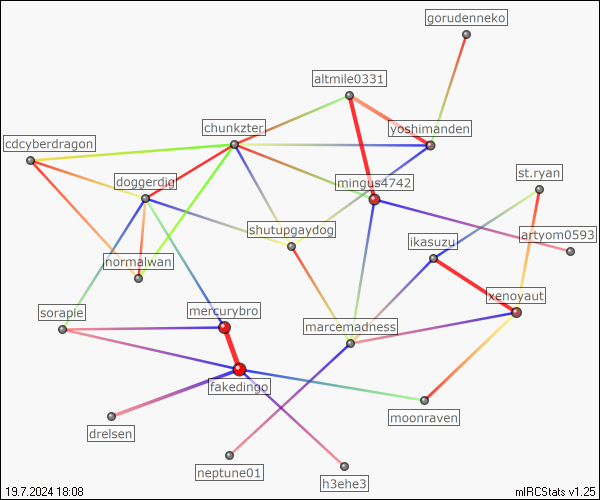 gorudenneko
altmile0331
chunkzter
yoshimanden
cdcyberdragon
st.ryan
doggerdig
mingus4742
shutupgaydog
artyom0593
ikasuzu
normalwan
xenoyaut
sorapie
mercurybro
marcemadness
fakedingo
moonraven
drelsen
neptune01
h3ehe3
19.7.2024 18:08
mIRCStats v1.25